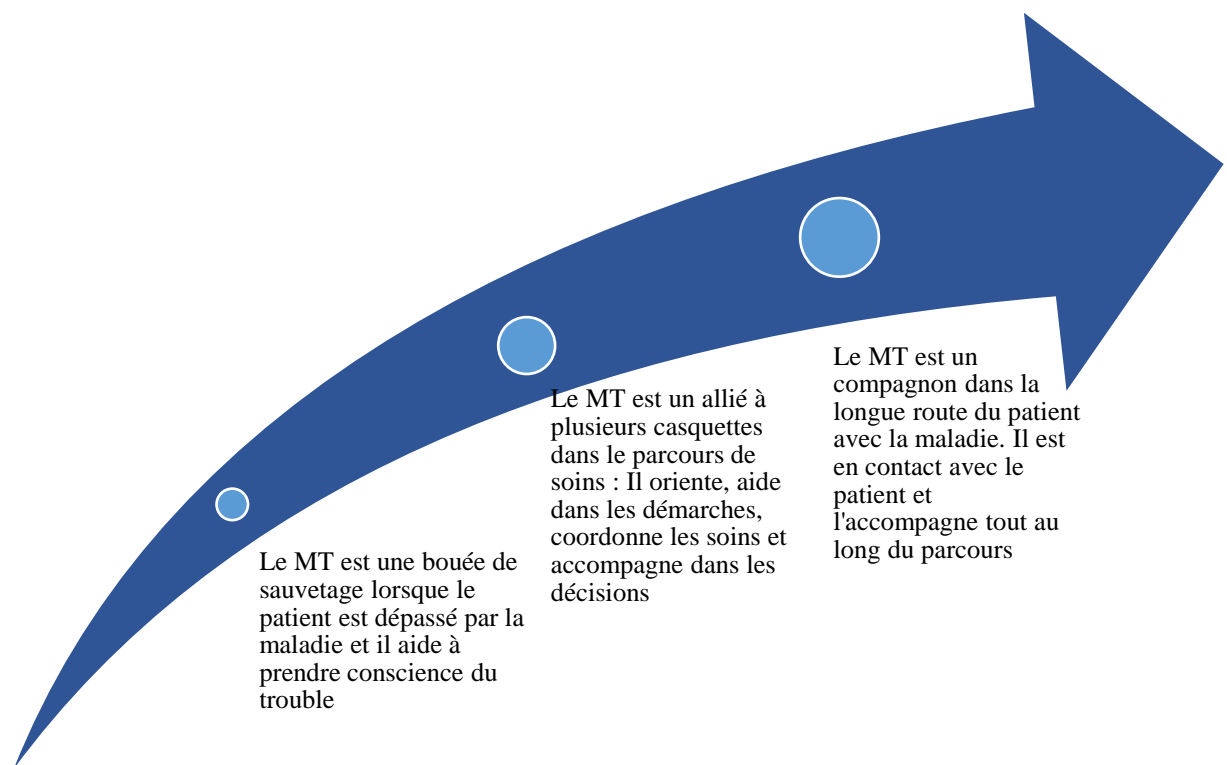 Le MT est une bouée de
sauvetage lorsque le
patient est dépassé par la
maladie et il aide à
prendre conscience du
trouble
Le MT est un allié à
plusieurs casquettes
dans le parcours de
soins : Il oriente, aide
dans les démarches,
coordonne les soins et
accompagne dans les
décisions
Le MT est un
compagnon dans la
longue route du patient
avec la maladie. Il est
en contact avec le
patient et
l'accompagne tout au
long du parcours